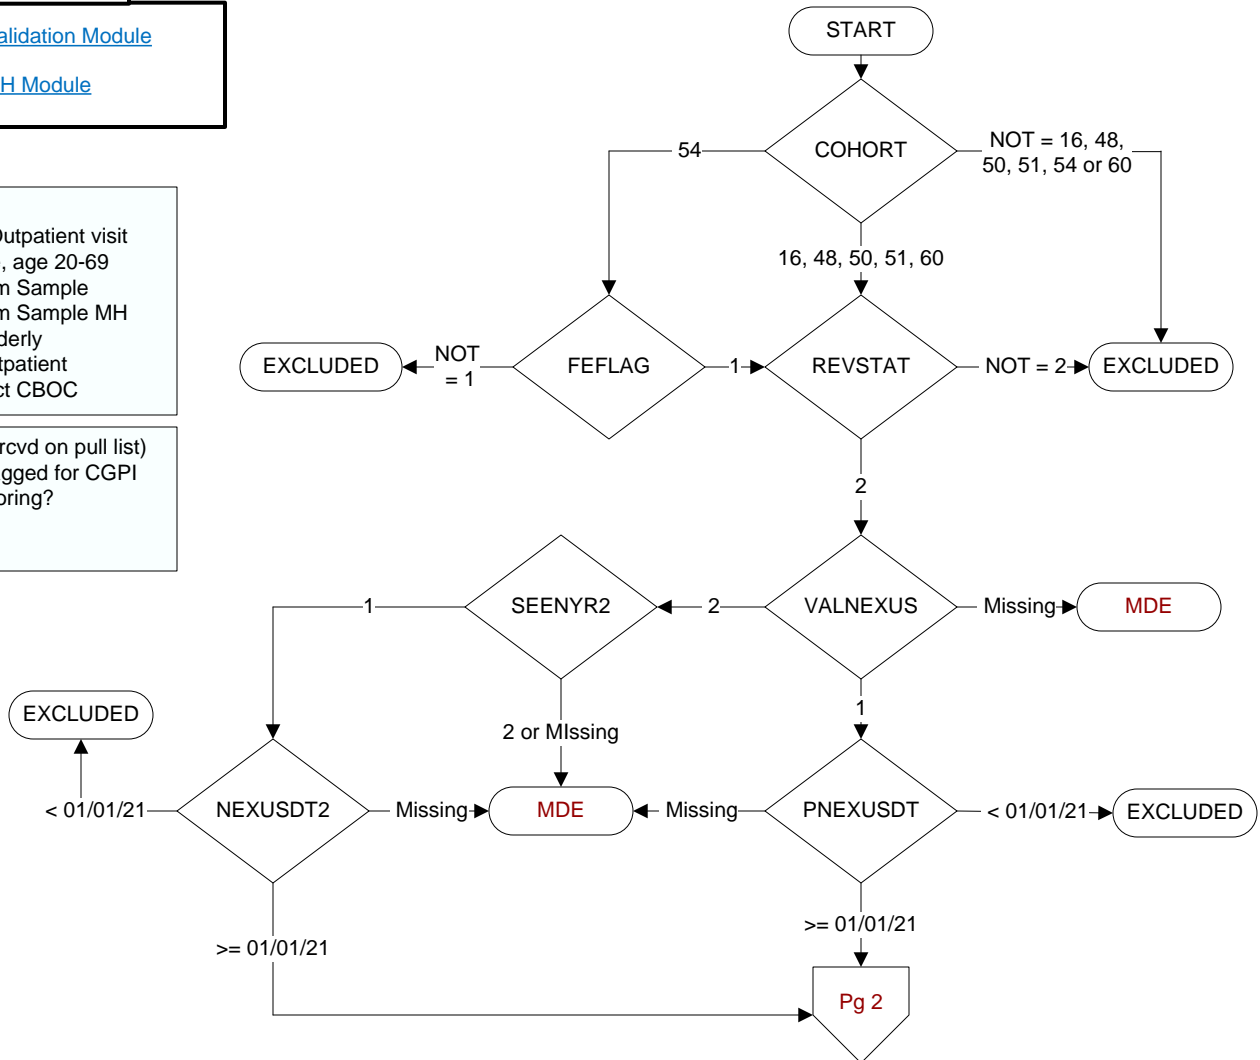 alidation Module
H Module
utpatient visit
, age 20-69
m Sample
m Sample MH
derly
tpatient
ct CBOC
rcvd on pull list)
gged for CGPI
oring?
START
COHORT
54
NOT = 16, 48,
50, 51, 54 or 60
16, 48, 50, 51, 60
EXCLUDED
NOT
= 1
FEFLAG
1
REVSTAT
NOT = 2
EXCLUDED
2
1
SEENYR2
2
VALNEXUS
Missing
MDE
EXCLUDED
2 or MIssing
1
< 01/01/21
NEXUSDT2
Missing
MDE
Missing
PNEXUSDT
< 01/01/21
EXCLUDED
>= 01/01/21
>= 01/01/21
Pg 2